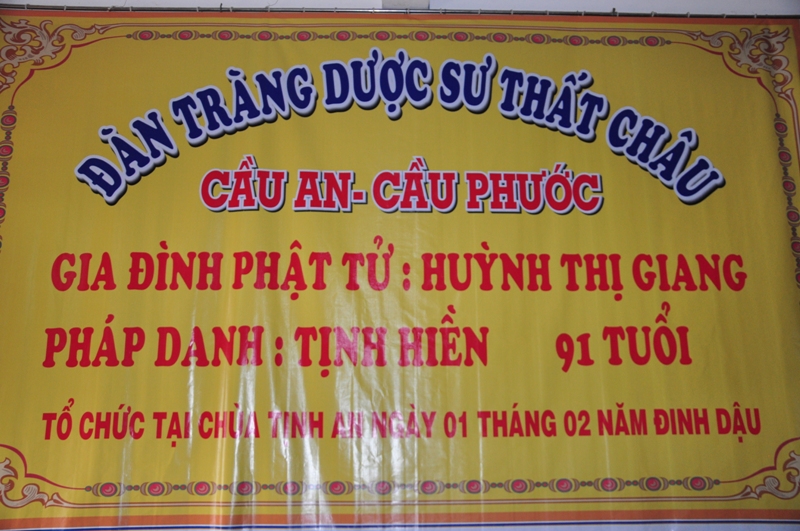 ĐÀN TRÀNG DƯỢC SƯ THẤT CHÂU
CẦU AN - CẦU PHƯỚC
GIA ĐÌNH PHẬT TỬ : HUỲNH THỊ GIANG
PHÁP DANH : TỊNH HIỀN 91 TUỔI
TỔ CHỨC TẠI CHÙA TỊNH AN NGÀY 01 THÁNG 02 NĂM ĐINH DẬU